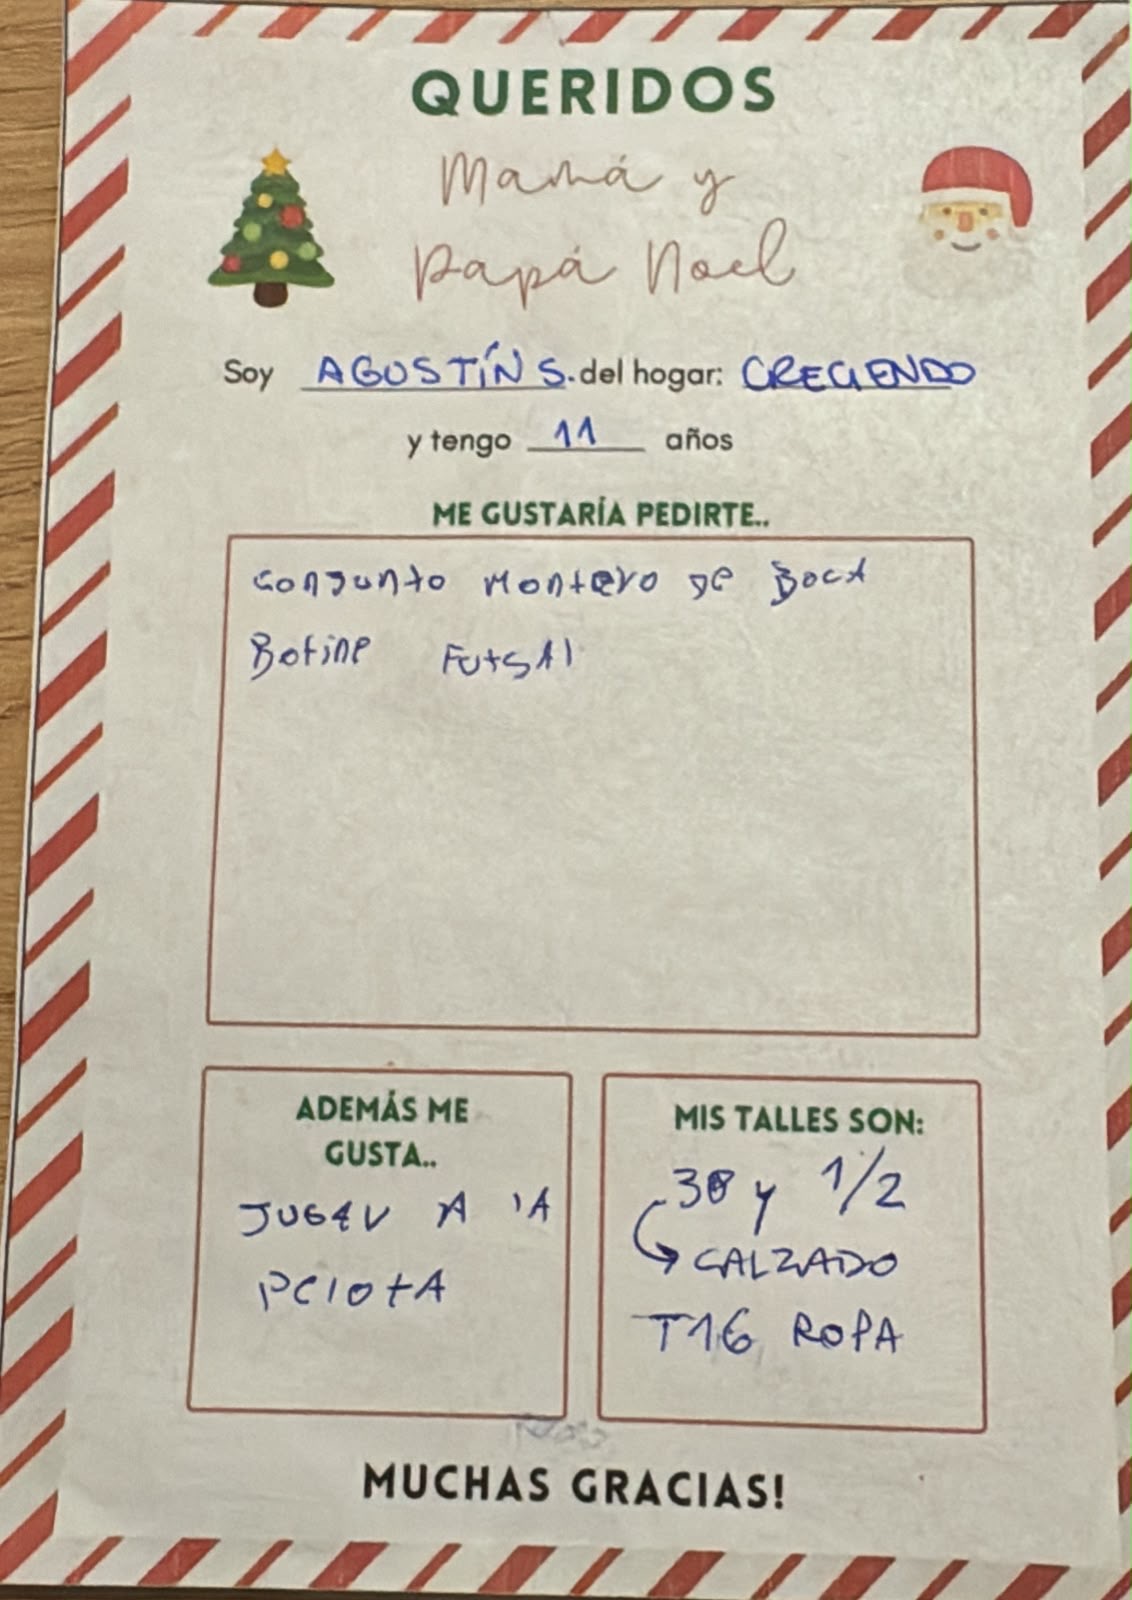 QUERIDOS
Mamá y
Papá Noel
Soy AGUSTÍN S. del hogar: CRECIENDO
y tengo 11 años
ME GUSTARÍA PEDIRTE..
Conjunto Montero de Boca
Botine Futsal
ADEMÁS ME
GUSTA..
JUGAR A lA
PelotA
MIS TALLES SON:
38 y 1/2
CALZADO
T16 ROPA
MUCHAS GRACIAS!